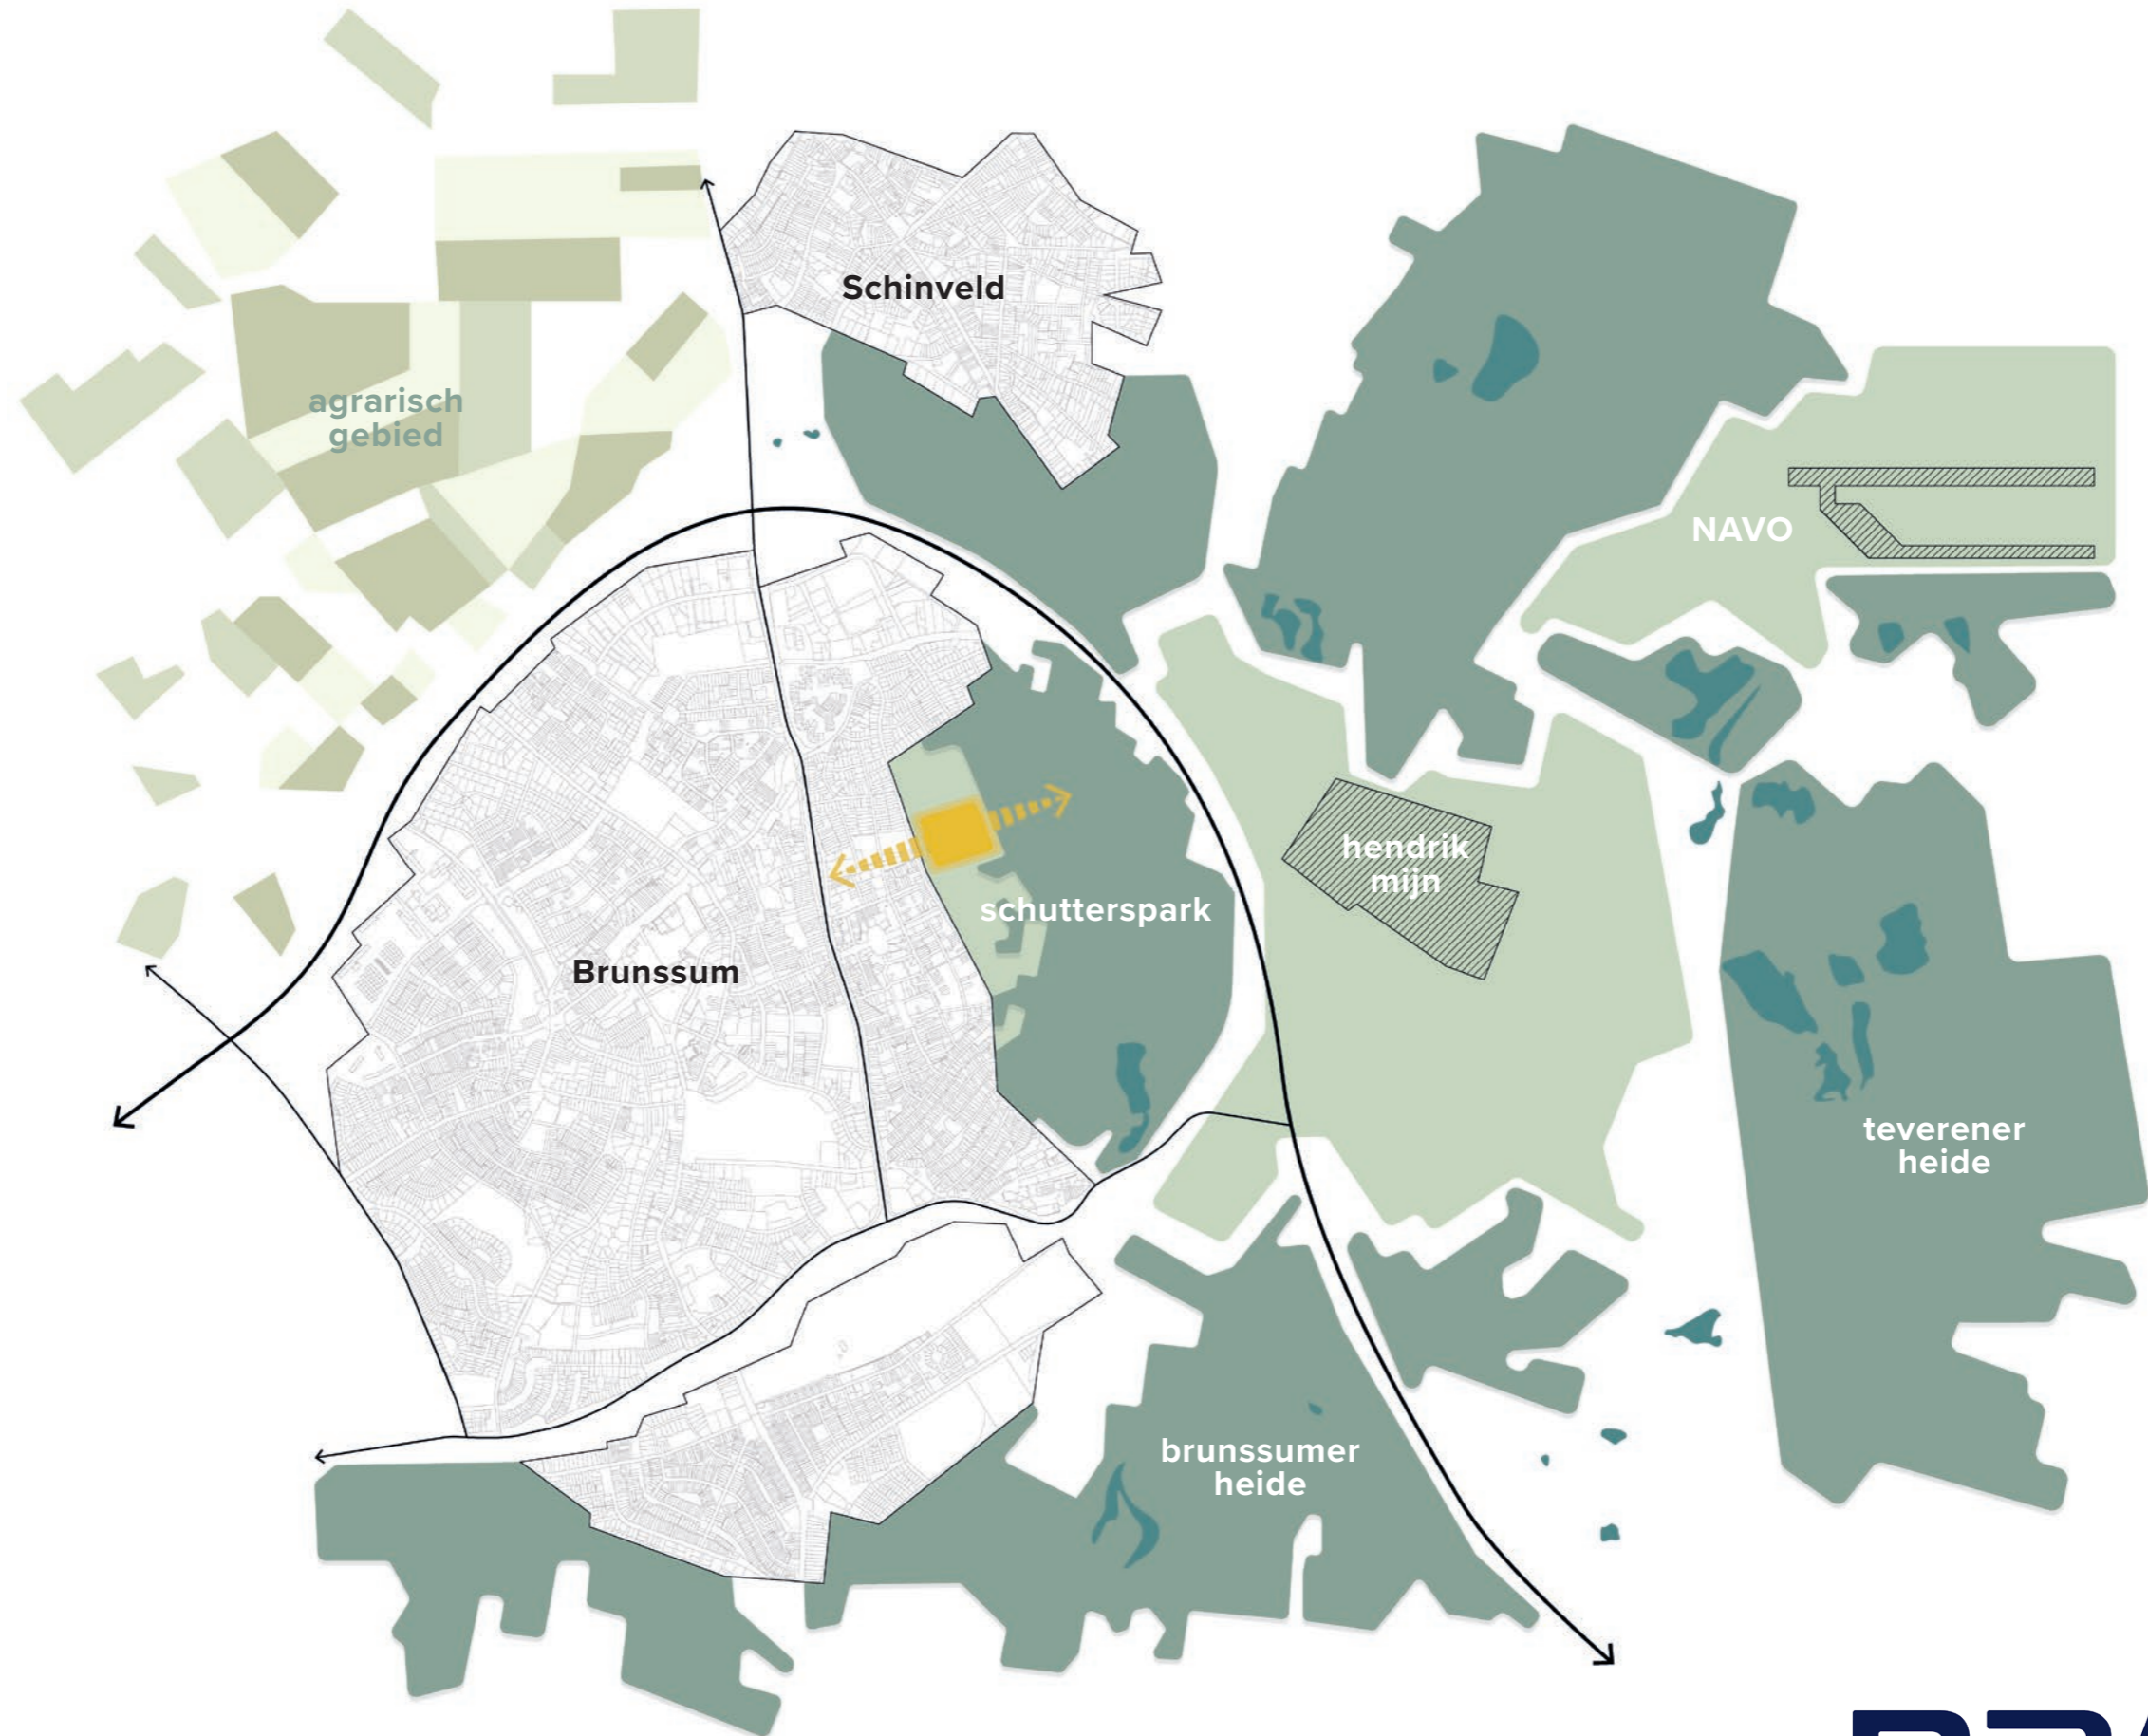 Schinveld
agrarisch
gebied
NAVO
hendrik
mijn
schutterspark
Brunssum
teverener
heide
brunssumer
heide